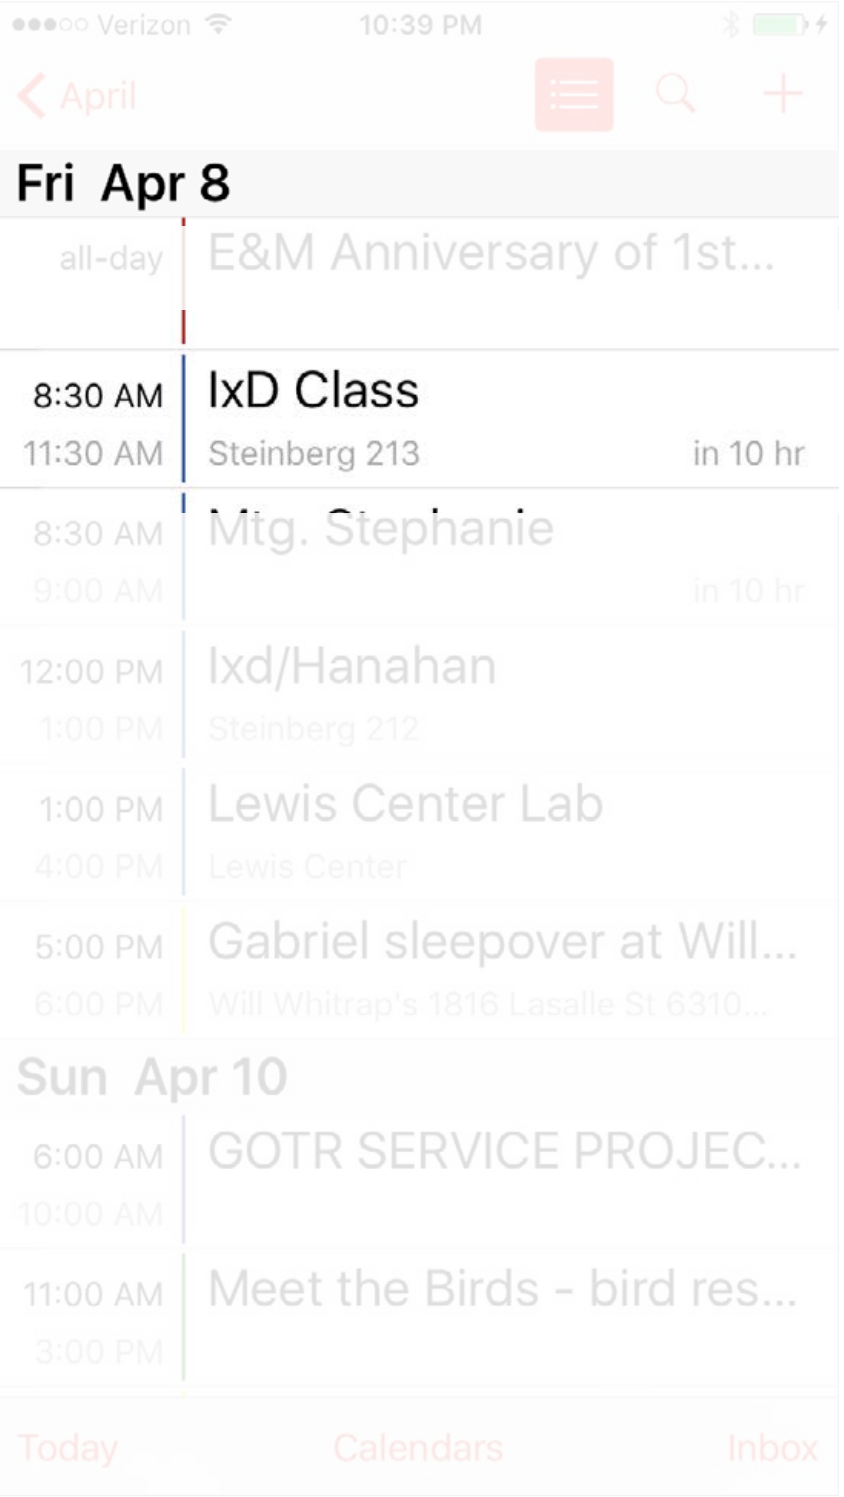 Verizon 10:39 PM
April
Fri Apr 8
all-day E&M Anniversary of 1st...
8:30 AM IxD Class
11:30 AM Steinberg 213 in 10 hr
8:30 AM Mtg. Stephanie
9:00 AM in 10 hr
12:00 PM Ixd/Hanahan
1:00 PM Steinberg 212
1:00 PM Lewis Center Lab
4:00 PM Lewis Center
5:00 PM Gabriel sleepover at Will...
6:00 PM Will Whitrap's 1816 Lasalle St 6310...
Sun Apr 10
6:00 AM GOTR SERVICE PROJEC...
10:00 AM
11:00 AM Meet the Birds - bird res...
3:00 PM
Today Calendars Inbox